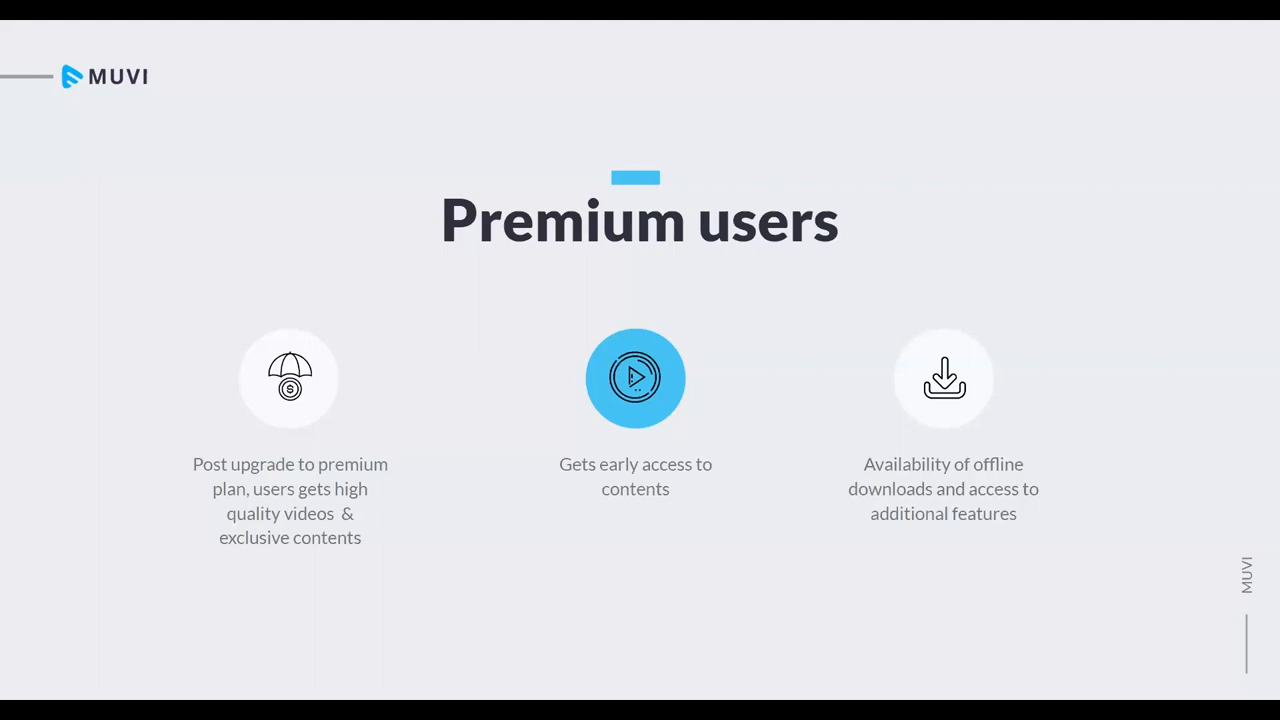 MUVI
Premium users
Post upgrade to premium
plan, users gets high
quality videos &
exclusive contents
Gets early access to
contents
Availability of offline
downloads and access to
additional features
MUVI